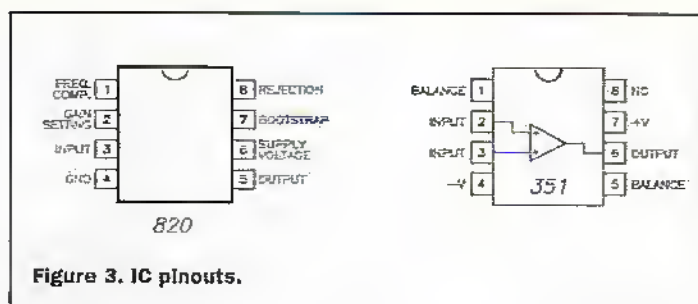 FREQ.
COMP. 1
GAIN
SETTING 2
INPUT 3
GND 4
8 REJECTION
7 BOOTSTRAP
6 SUPPLY
VOLTAGE
5 OUTPUT
820
BALANCE 1
INPUT 2
INPUT 3
-V 4
8 NC
7 +V
6 OUTPUT
5 BALANCE
351
Figure 3. IC pinouts.